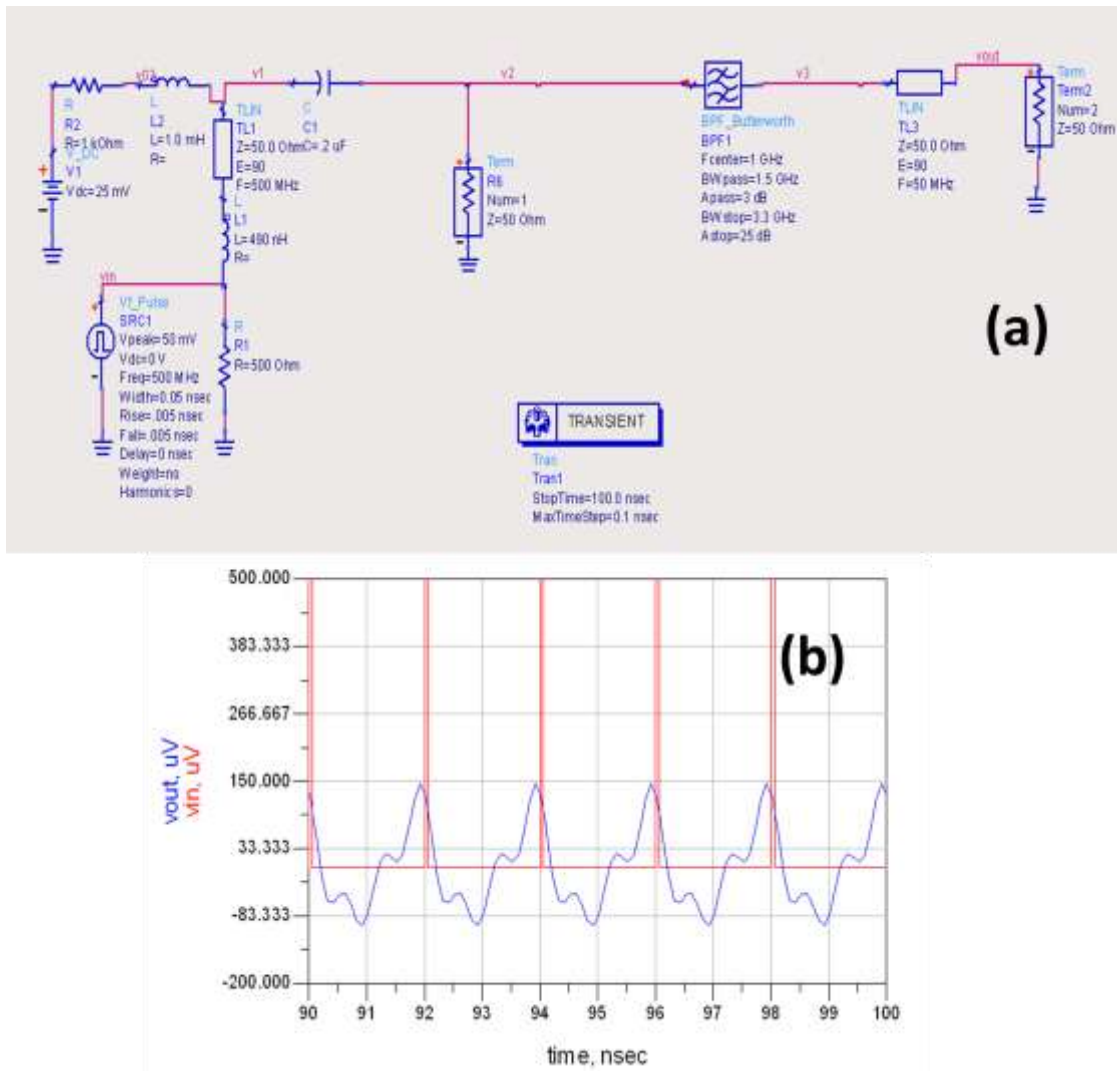 v02
v1
v2
v3
vout
R
R2
R=1 kOhm
V_DC
V1
Vdc=25 mV
L
L2
L=1.0 mH
R=
TLIN
TL1
Z=50.0 Ohm
E=90
F=500 MHz
C
C1
C=.2 uF
L
L1
L=490 nH
R=
vin
Vf_Pulse
SRC1
Vpeak=50 mV
Vdc=0 V
Freq=500 MHz
Width=0.05 nsec
Rise=.005 nsec
Fall=.005 nsec
Delay=0 nsec
Weight=no
Harmonics=0
R
R1
R=500 Ohm
Term
R6
Num=1
Z=50 Ohm
BPF_Butterworth
BPF1
Fcenter=1 GHz
BWpass=1.5 GHz
Apass=3 dB
BWstop=3.3 GHz
Astop=25 dB
TLIN
TL3
Z=50.0 Ohm
E=90
F=50 MHz
Term
Term2
Num=2
Z=50 Ohm
(a)
TRANSIENT
Tran
Tran1
StopTime=100.0 nsec
MaxTimeStep=0.1 nsec
500.000
383.333
266.667
150.000
33.333
-83.333
-200.000
vout, uV
vin, uV
(b)
90 91 92 93 94 95 96 97 98 99 100
time, nsec